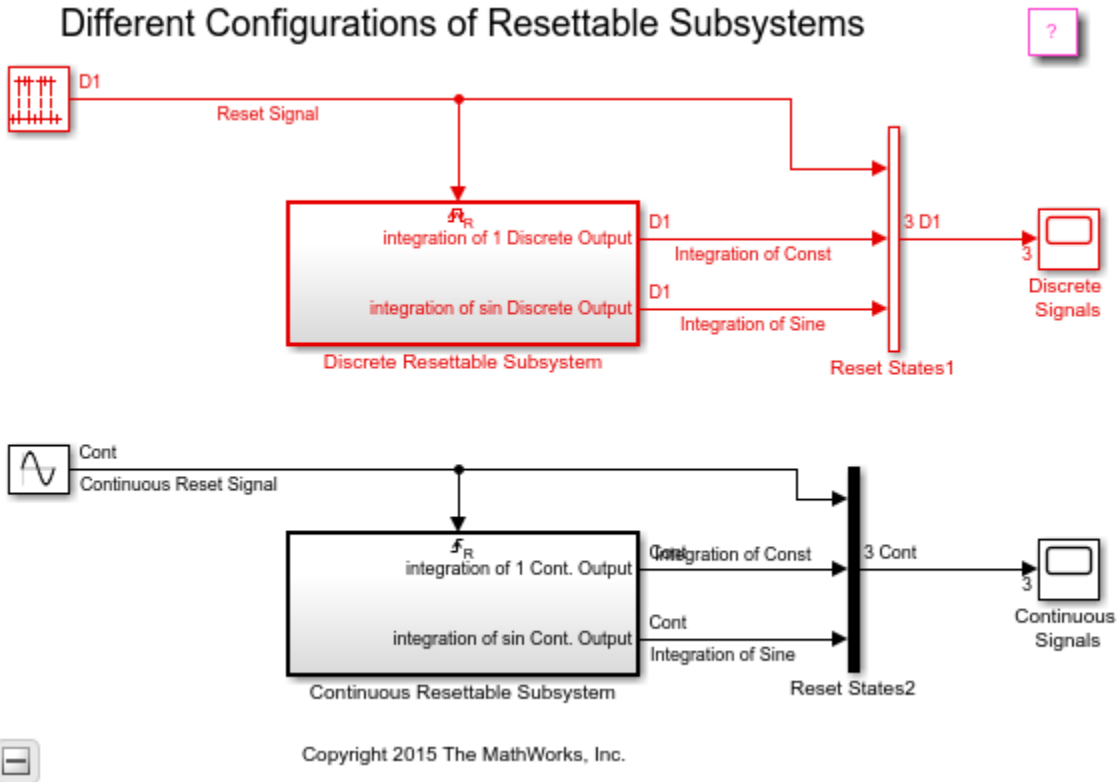 Different Configurations of Resettable Subsystems
?
D1
Reset Signal
R
integration of 1 Discrete Output
D1
Integration of Const
3 D1
3
integration of sin Discrete Output
D1
Integration of Sine
Discrete
Signals
Discrete Resettable Subsystem
Reset States1
Cont
Continuous Reset Signal
R
integration of 1 Cont. Output
Cont
Integration of Const
3 Cont
3
integration of sin Cont. Output
Cont
Integration of Sine
Continuous
Signals
Continuous Resettable Subsystem
Reset States2
Copyright 2015 The MathWorks, Inc.